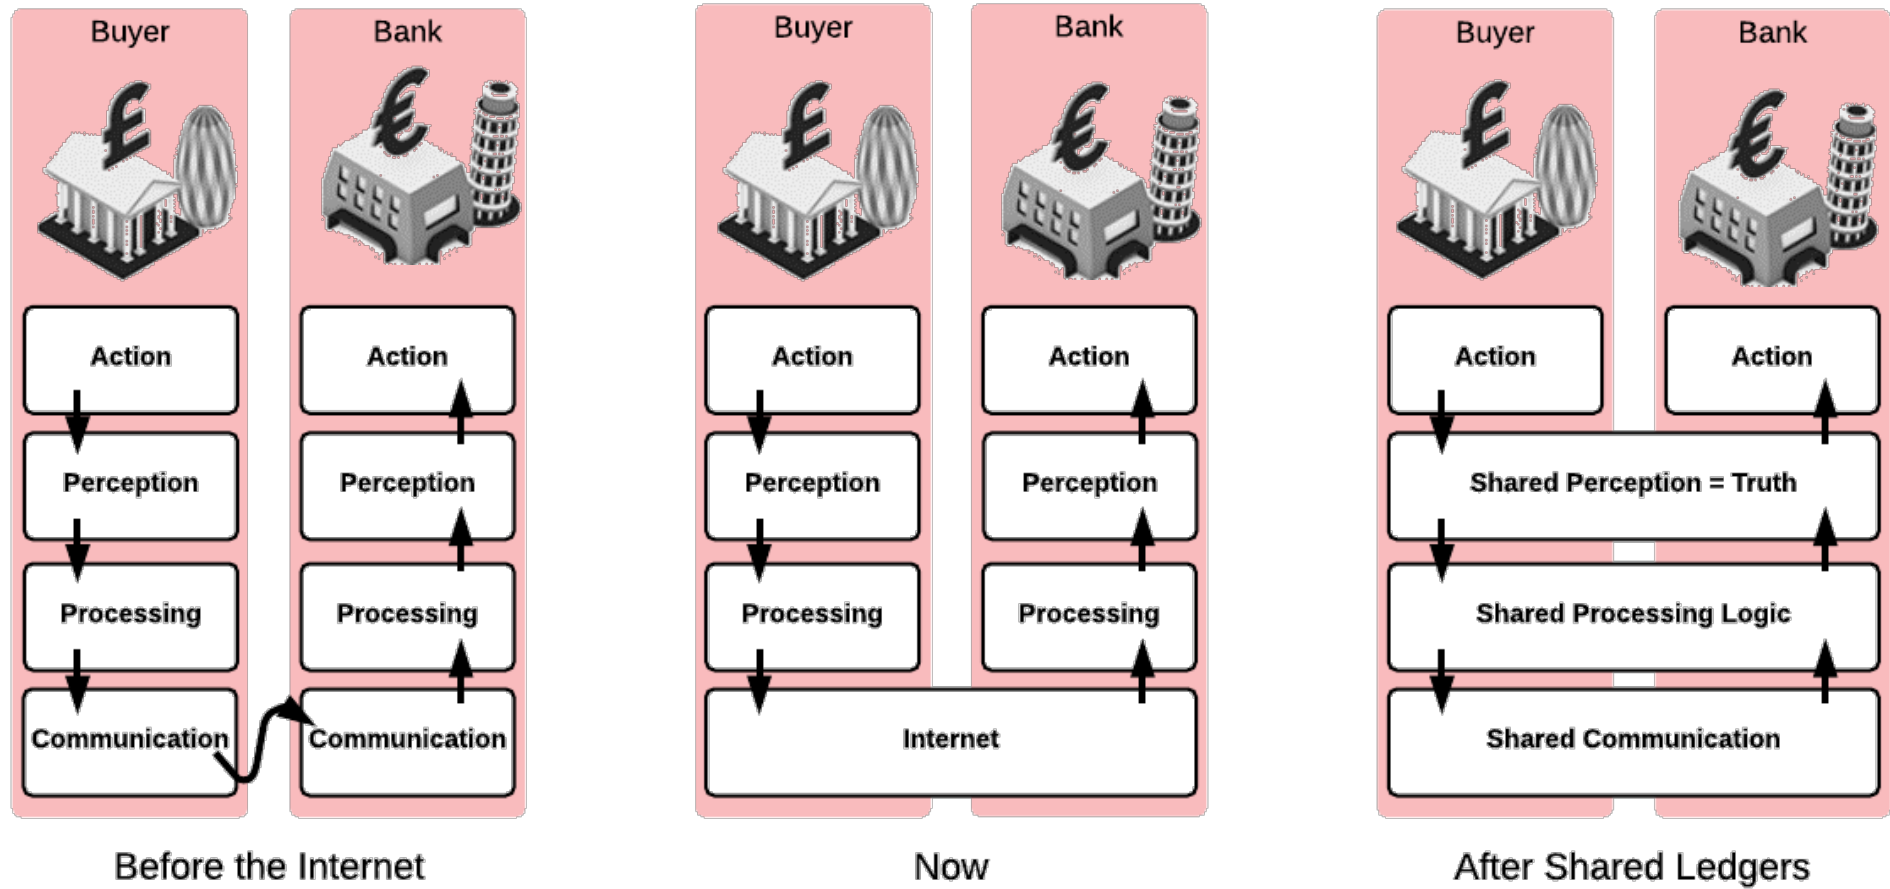 Buyer
Bank
£
€
Action
Action
Perception
Perception
Processing
Processing
Communication
Communication
Before the Internet
Buyer
Bank
£
€
Action
Action
Perception
Perception
Processing
Processing
Internet
Now
Buyer
Bank
£
€
Action
Action
Shared Perception = Truth
Shared Processing Logic
Shared Communication
After Shared Ledgers